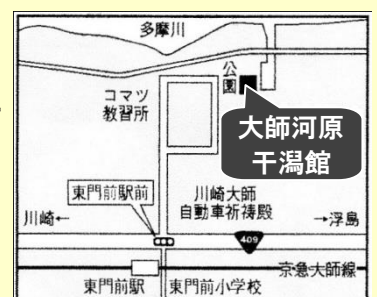 多摩川
公園
コマツ
教習所
大師河原
干潟館
東門前駅前
川崎大師
自動車祈祷殿
川崎←
→浮島
409
京急大師線
東門前駅
東門前小学校